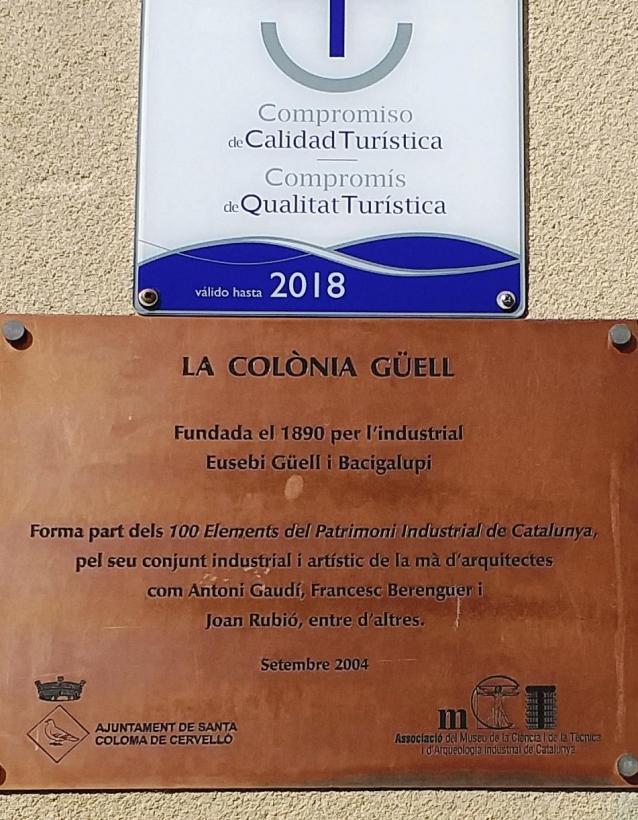 Compromiso
de Calidad Turística
Compromís
de Qualitat Turística
válido hasta 2018
LA COLÒNIA GÜELL
Fundada el 1890 per l'industrial
Eusebi Güell i Bacigalupi
Forma part dels 100 Elements del Patrimoni Industrial de Catalunya,
pel seu conjunt industrial i artístic de la mà d'arquitectes
com Antoni Gaudí, Francesc Berenguer i
Joan Rubió, entre d'altres.
Setembre 2004
AJUNTAMENT DE SANTA
COLOMA DE CERVELLÓ
mCT
Associació del Museu de la Ciència i de la Tècnica
i d'Arqueologia Industrial de Catalunya